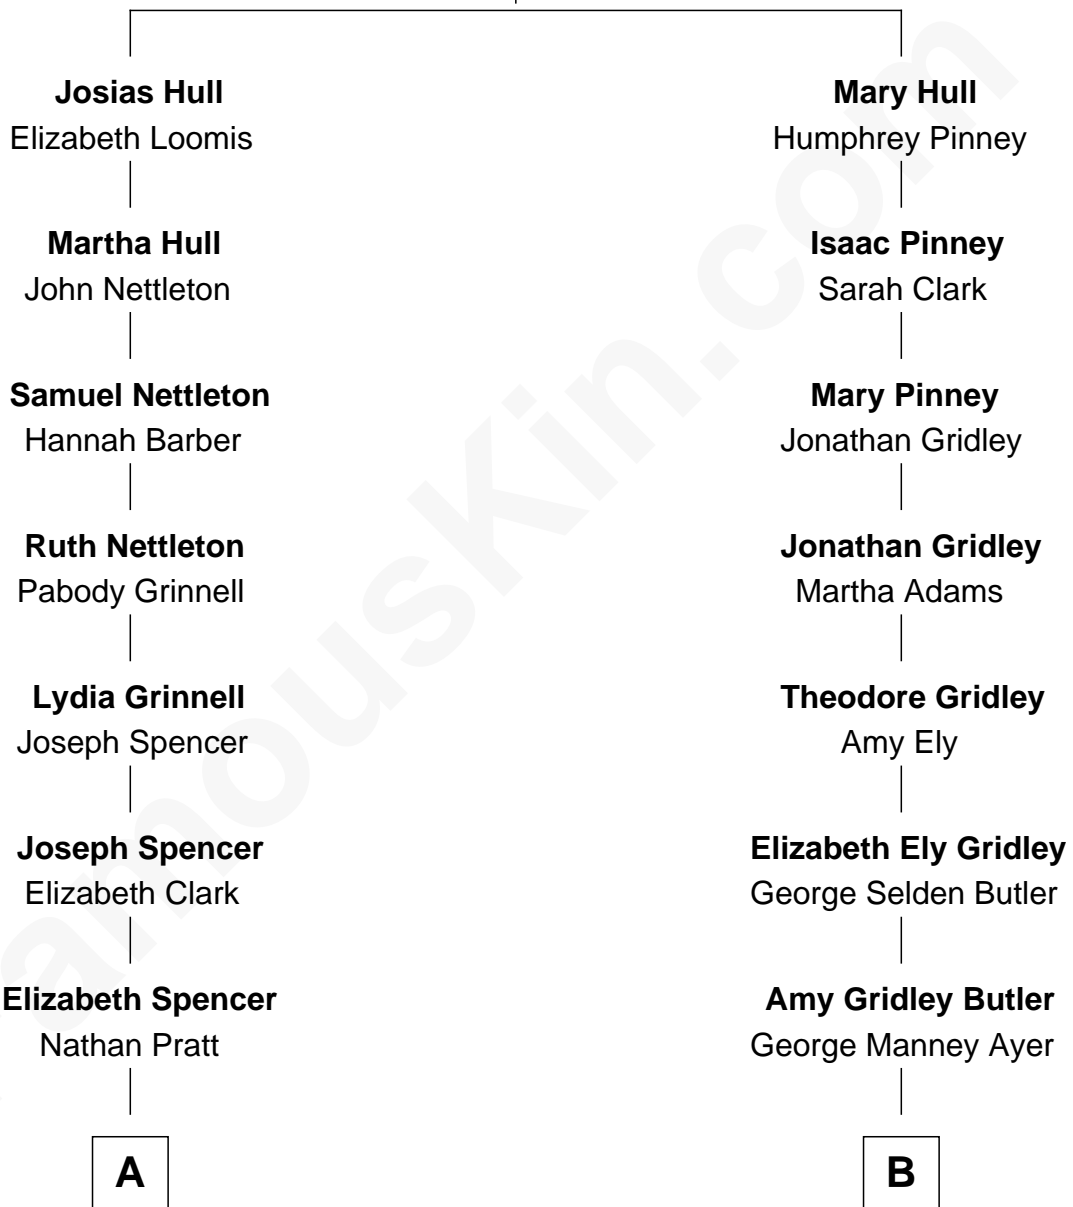 Josias Hull
Elizabeth Loomis
Mary Hull
Humphrey Pinney
Martha Hull
John Nettleton
Isaac Pinney
Sarah Clark
Samuel Nettleton
Hannah Barber
Mary Pinney
Jonathan Gridley
Ruth Nettleton
Pabody Grinnell
Jonathan Gridley
Martha Adams
Lydia Grinnell
Joseph Spencer
Theodore Gridley
Amy Ely
Joseph Spencer
Elizabeth Clark
Elizabeth Ely Gridley
George Selden Butler
Elizabeth Spencer
Nathan Pratt
Amy Gridley Butler
George Manney Ayer
A
B
amousKin.com